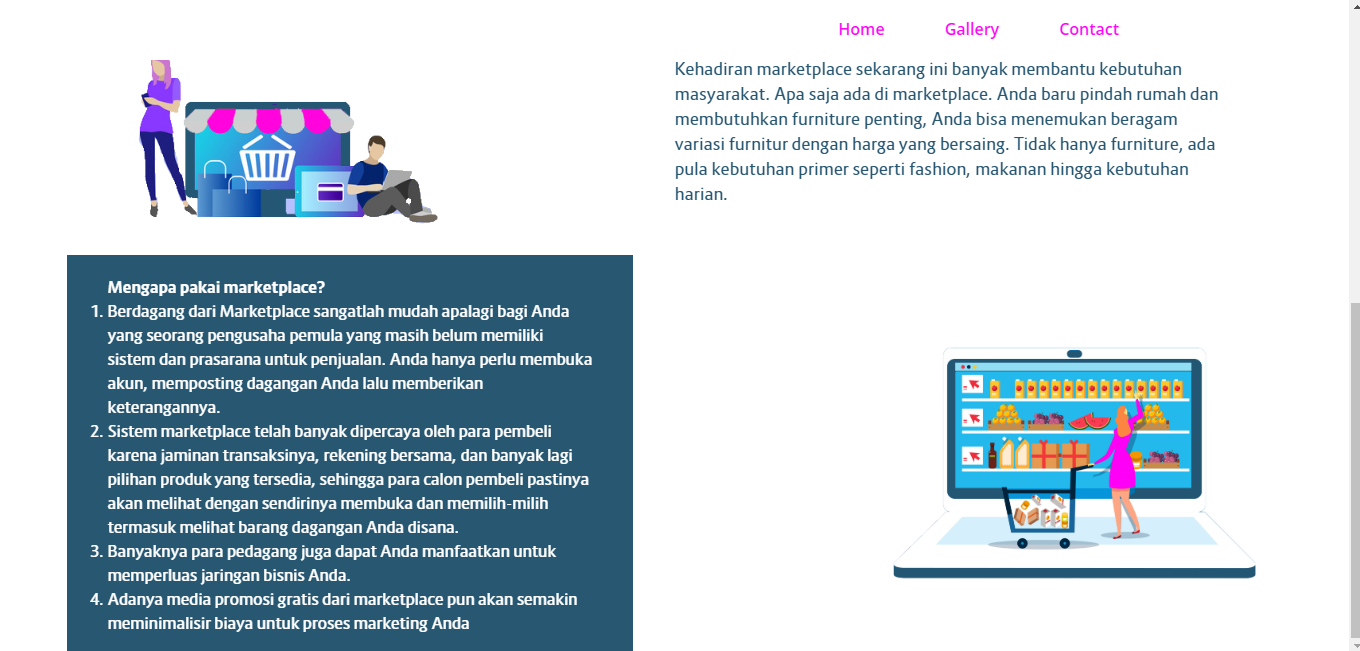 Home Gallery Contact
Kehadiran marketplace sekarang ini banyak membantu kebutuhan
masyarakat. Apa saja ada di marketplace. Anda baru pindah rumah dan
membutuhkan furniture penting, Anda bisa menemukan beragam
variasi furnitur dengan harga yang bersaing. Tidak hanya furniture, ada
pula kebutuhan primer seperti fashion, makanan hingga kebutuhan
harian.
Mengapa pakai marketplace?
1. Berdagang dari Marketplace sangatlah mudah apalagi bagi Anda
yang seorang pengusaha pemula yang masih belum memiliki
sistem dan prasarana untuk penjualan. Anda hanya perlu membuka
akun, memposting dagangan Anda lalu memberikan
keterangannya.
2. Sistem marketplace telah banyak dipercaya oleh para pembeli
karena jaminan transaksinya, rekening bersama, dan banyak lagi
pilihan produk yang tersedia, sehingga para calon pembeli pastinya
akan melihat dengan sendirinya membuka dan memilih-milih
termasuk melihat barang dagangan Anda disana.
3. Banyaknya para pedagang juga dapat Anda manfaatkan untuk
memperluas jaringan bisnis Anda.
4. Adanya media promosi gratis dari marketplace pun akan semakin
meminimalisir biaya untuk proses marketing Anda